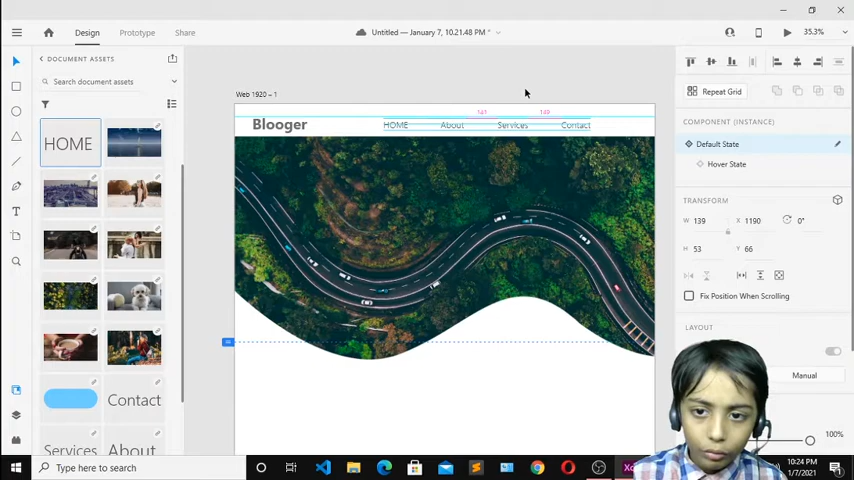 Design
Prototype
Share
Untitled — January 7, 10.21.48 PM *
35.3%
DOCUMENT ASSETS
Search document assets
Web 1920 – 1
Repeat Grid
HOME
141
149
Blooger
HOME
About
Services
Contact
COMPONENT (INSTANCE)
Default State
Hover State
TRANSFORM
W 139
X 1190
0°
H 53
Y 66
Fix Position When Scrolling
LAYOUT
Manual
Contact
Services
About
100%
Type here to search
10:24 PM
1/7/2021